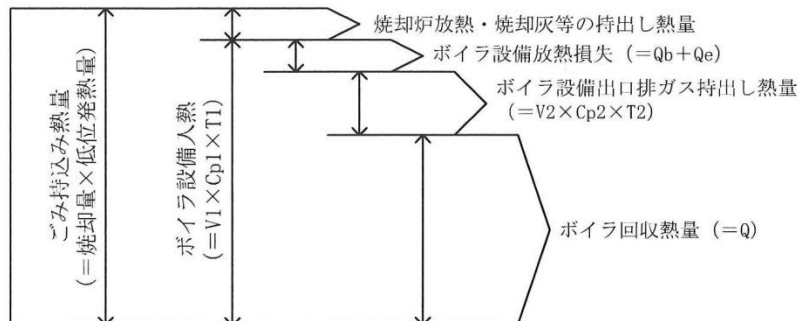 焼却炉放熱・焼却灰等の持出し熱量
ボイラ設備放熱損失（=Qb+Qe）
ボイラ設備出口排ガス持出し熱量
（=V2×Cp2×T2）
ボイラ回収熱量（=Q）
ごみ持込み熱量
（=焼却量×低位発熱量）
ボイラ設備入熱
（=V1×Cp1×T1）